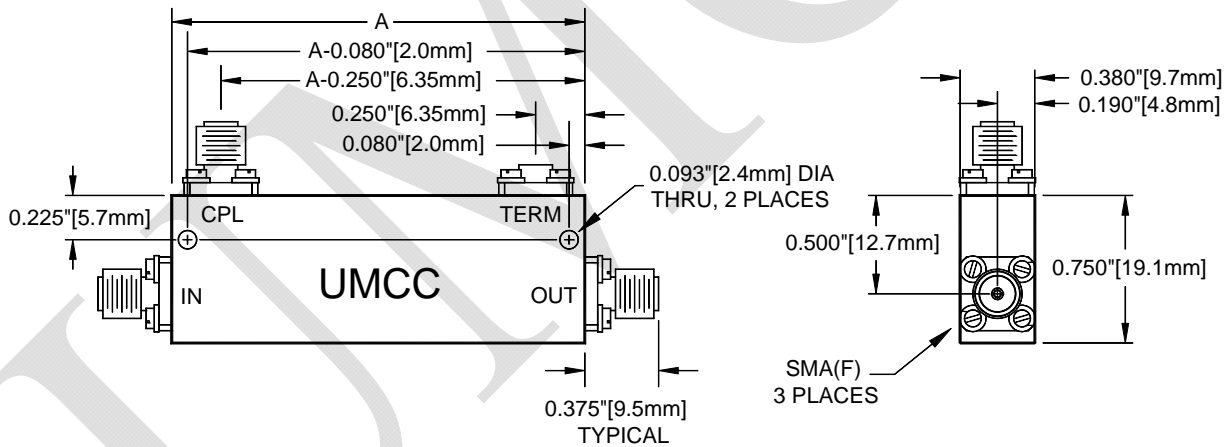 A
A-0.080"[2.0mm]
A-0.250"[6.35mm]
0.250"[6.35mm]
0.080"[2.0mm]
0.380"[9.7mm]
0.190"[4.8mm]
0.093"[2.4mm] DIA
THRU, 2 PLACES
0.225"[5.7mm]
CPL
TERM
0.500"[12.7mm]
0.750"[19.1mm]
IN
UMCC
OUT
SMA(F)
3 PLACES
0.375"[9.5mm]
TYPICAL